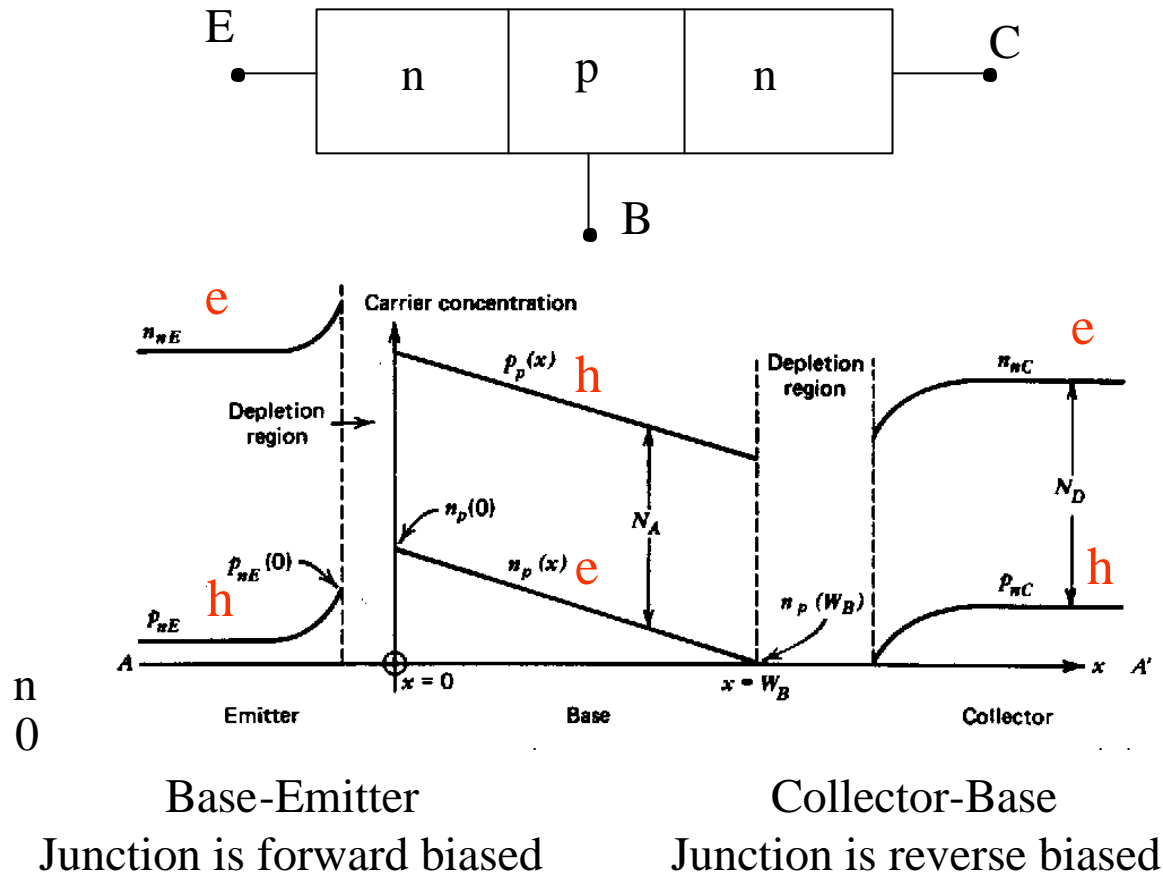 E
C
n p n
B
e
Carrier concentration
e
n_nE
p_p(x)
h
Depletion
region
n_nC
Depletion
region
n_p(0)
N_A
N_D
p_nE(0)
n_p(x)
e
h
h
n_p(W_B)
p_nC
p_nE
A
x = 0
x = W_B
x
A'
n
0
Emitter
Base
Collector
Base-Emitter
Junction is forward biased
Collector-Base
Junction is reverse biased